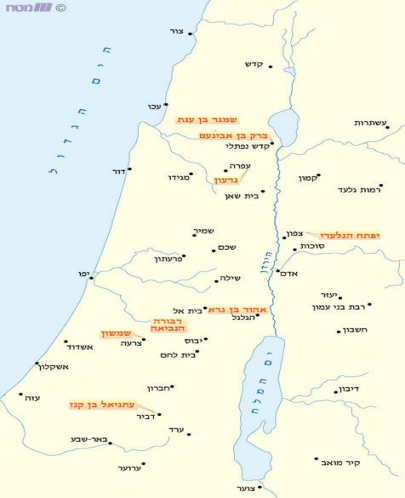 © מטח
צור
הים הגדול
קדש
עכו
שמגר בן ענת
עשתרות
ברק בן אבינעם
קדש נפתלי
דור
עפרה
מגידו
גדעון
קמון
רמות גלעד
בית שאן
שמיר
צפון
יפתח הגלעדי
סוכות
שכם
פרעתון
הירדן
יפו
שילה
אדם
יעזר
רבת בני עמון
בית אל
אהוד בן גרא
הגלגל
דבורה
הנביאה
שמשון
צרעה
יבוס
חשבון
אשדוד
בית לחם
אשקלון
ים המלח
עזה
חברון
דיבון
עתניאל בן קנז
דביר
ערד
באר-שבע
ערוער
קיר מואב
צוער